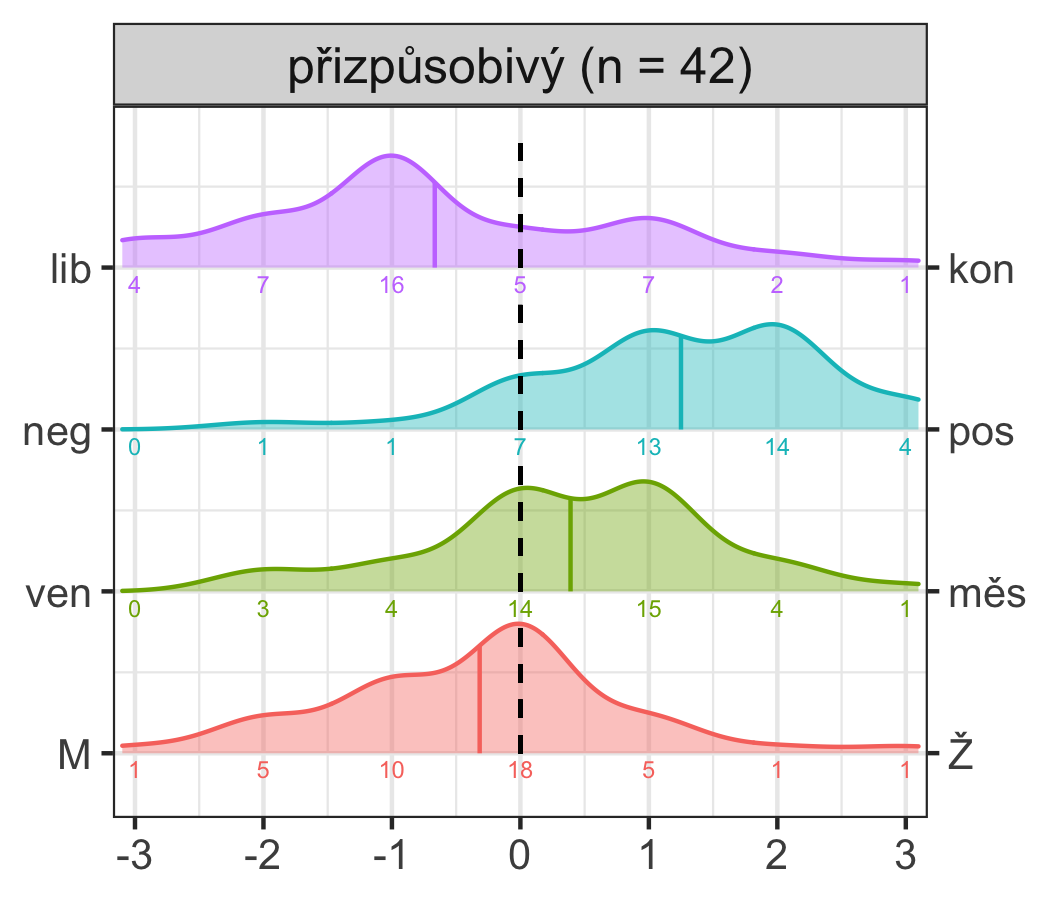 přizpůsobivý (n = 42)
lib kon
4 7 16 5 7 2 1
neg pos
0 1 1 7 13 14 4
ven měs
0 3 4 14 15 4 1
M Ž
1 5 10 18 5 1 1
-3 -2 -1 0 1 2 3